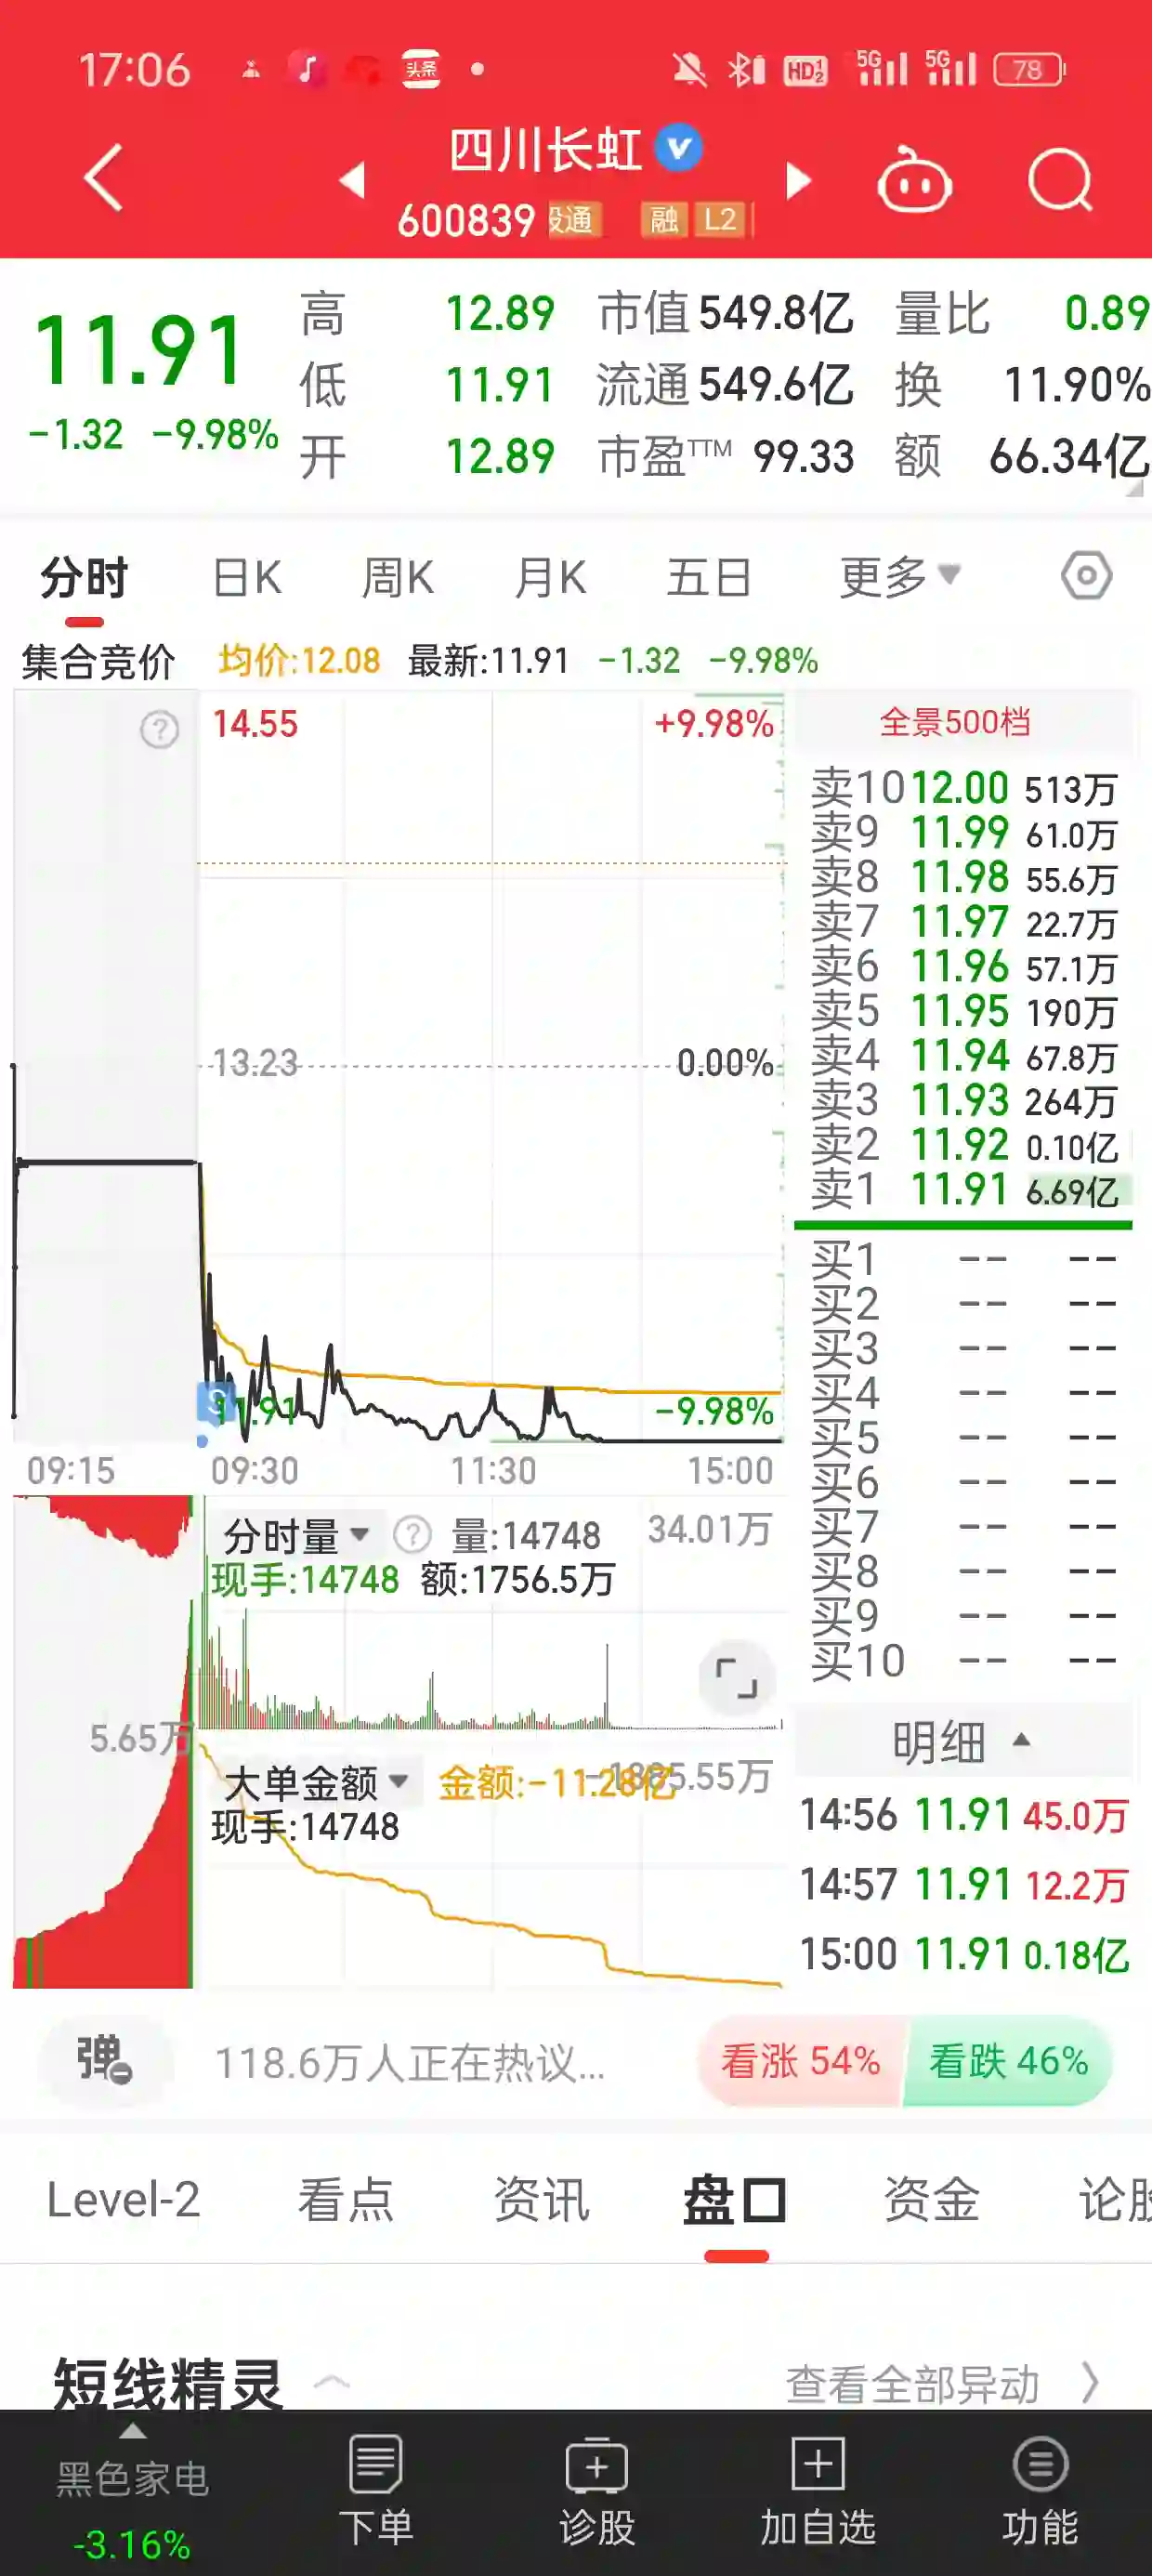 17:06 头条 HD 5G 5G 78
四川长虹
600839 股通 融 L2
11.91
-1.32 -9.98%
高 12.89 市值 549.8亿 量比 0.89
低 11.91 流通 549.6亿 换 11.90%
开 12.89 市盈TTM 99.33 额 66.34亿
分时 日K 周K 月K 五日 更多
集合竞价 均价:12.08 最新:11.91 -1.32 -9.98%
14.55 +9.98%
13.23 0.00%
11.91 -9.98%
09:15 09:30 11:30 15:00
全景500档
卖10 12.00 513万
卖9 11.99 61.0万
卖8 11.98 55.6万
卖7 11.97 22.7万
卖6 11.96 57.1万
卖5 11.95 190万
卖4 11.94 67.8万
卖3 11.93 264万
卖2 11.92 0.10亿
卖1 11.91 6.69亿
买1 -- --
买2 -- --
买3 -- --
买4 -- --
买5 -- --
买6 -- --
买7 -- --
买8 -- --
买9 -- --
买10 -- --
分时量 ? 量:14748 34.01万
现手:14748 额:1756.5万
5.65万
大单金额 金额:-11.28亿
现手:14748
明细
14:56 11.91 45.0万
14:57 11.91 12.2万
15:00 11.91 0.18亿
弹 118.6万人正在热议... 看涨 54% 看跌 46%
Level-2 看点 资讯 盘口 资金 论股
短线精灵 查看全部异动
黑色家电
-3.16%
下单 诊股 加自选 功能